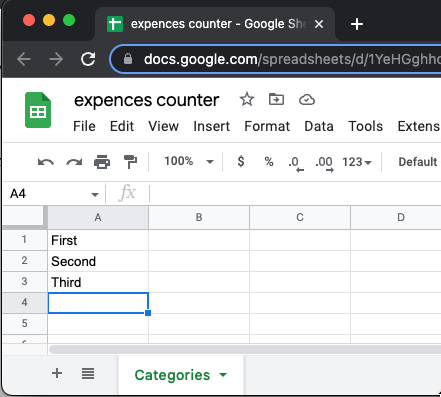 expences counter - Google She
docs.google.com/spreadsheets/d/1YeHGghho
expences counter
File Edit View Insert Format Data Tools Extens
100% $ % .0 .00 123 Default
A4 fx
A B C D
1 First
2 Second
3 Third
4
5
Categories